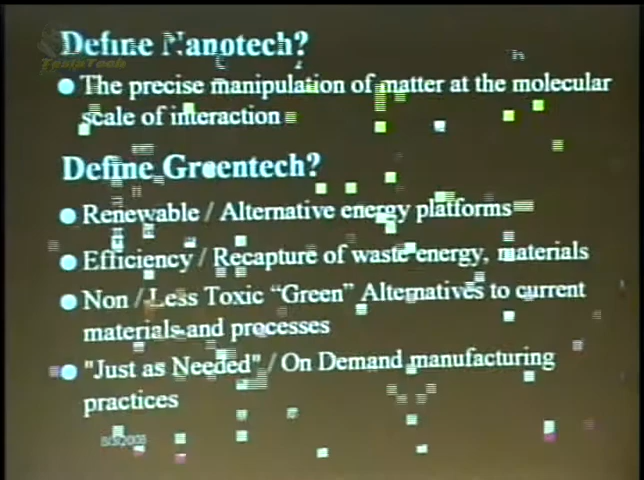 Define Nanotech?
TeslaTech
● The precise manipulation of matter at the molecular
scale of interaction
Define Greentech?
● Renewable / Alternative energy platforms
● Efficiency / Recapture of waste energy, materials
● Non / Less Toxic “Green” Alternatives to current
materials and processes
● "Just as Needed" / On Demand manufacturing
practices